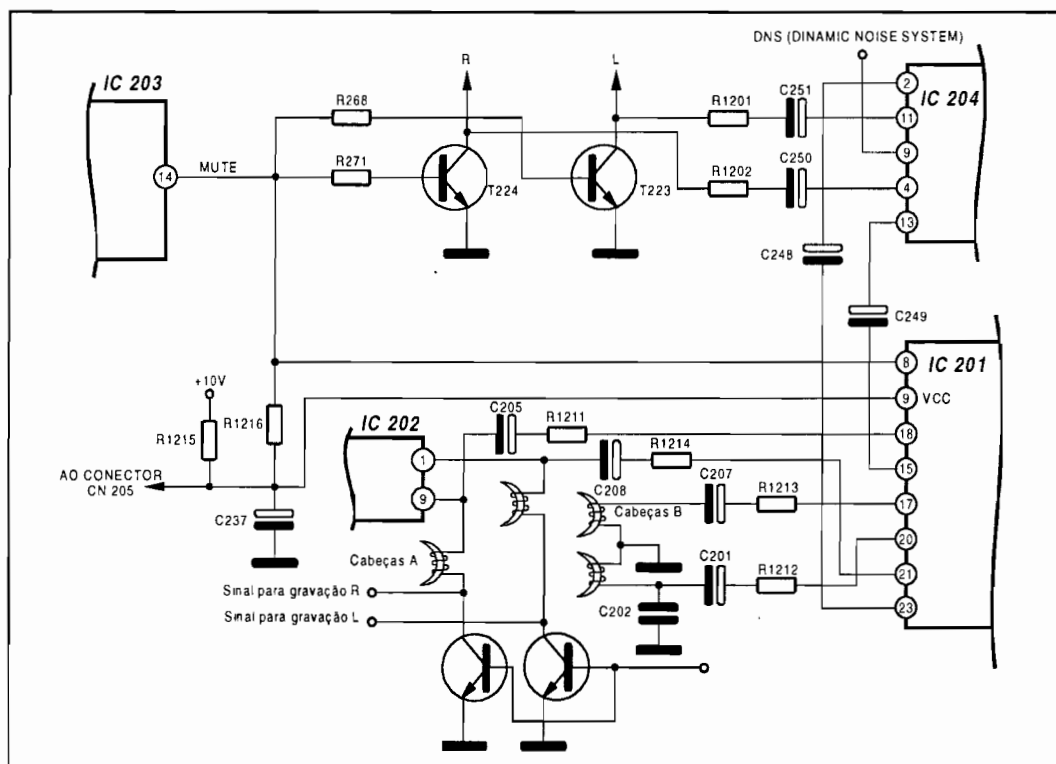 DNS (DINAMIC NOISE SYSTEM)
IC 203
R
L
IC 204
R268
R1201
C251
2
11
14
MUTE
R271
T224
T223
R1202
C250
9
4
13
C248
C249
+10V
R1215
R1216
IC 202
C205
R1211
8
IC 201
9
VCC
18
AO CONECTOR
CN 205
1
R1214
C208
C207
R1213
15
9
C237
Cabeças B
17
Cabeças A
C201
R1212
20
Sinal para gravação R
21
Sinal para gravação L
C202
23